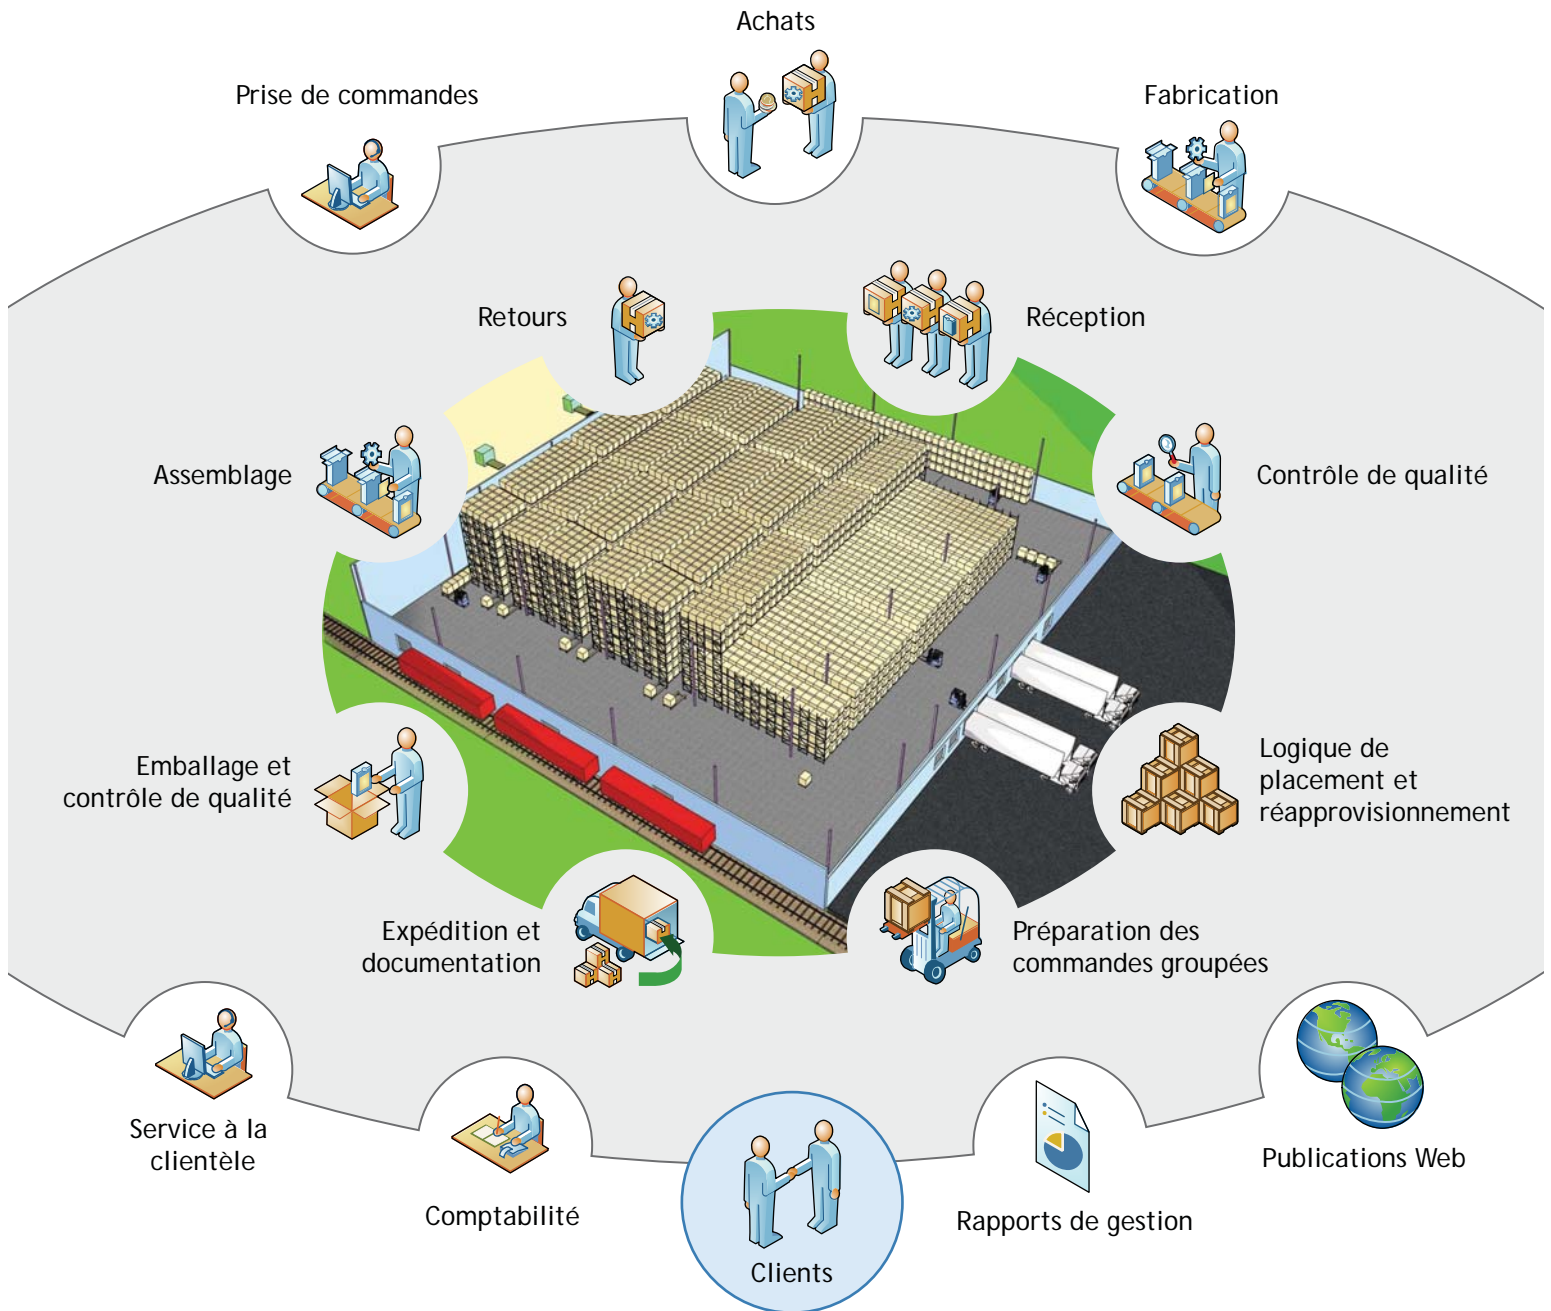 Achats
Prise de commandes
Fabrication
Retours
Réception
Assemblage
Contrôle de qualité
Emballage et
contrôle de qualité
Logique de
placement et
réapprovisionnement
Expédition et
documentation
Préparation des
commandes groupées
Service à la
clientèle
Comptabilité
Clients
Rapports de gestion
Publications Web